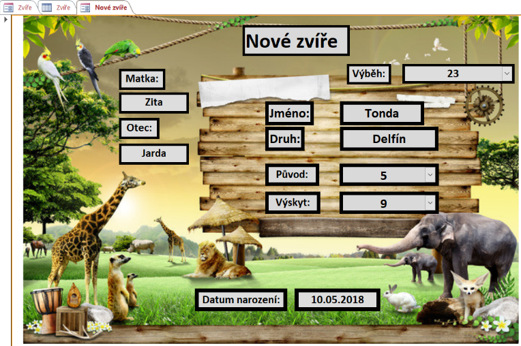 Zvíře Zvíře Nové zvíře
Nové zvíře
Matka: Výběh: 23
Zita Jméno: Tonda
Otec: Druh: Delfín
Jarda
Původ: 5
Výskyt: 9
Datum narození: 10.05.2018